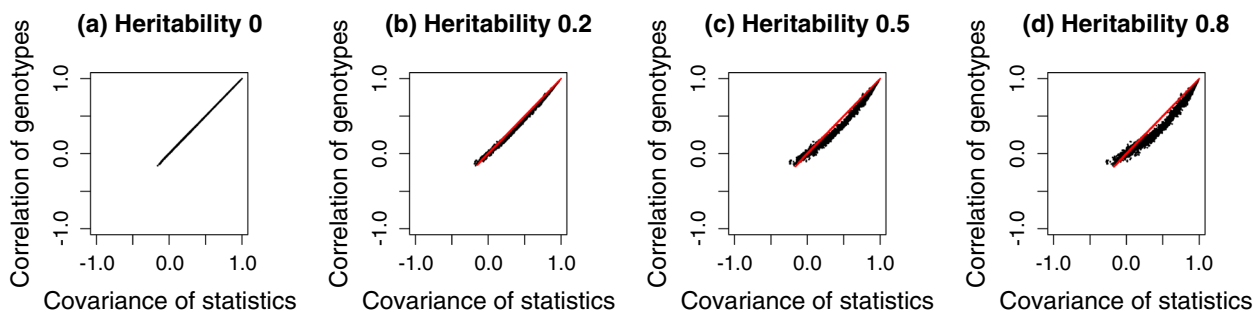 (a) Heritability 0
Correlation of genotypes
1.0
0.0
-1.0
-1.0 0.0 1.0
Covariance of statistics
(b) Heritability 0.2
Correlation of genotypes
1.0
0.0
-1.0
-1.0 0.0 1.0
Covariance of statistics
(c) Heritability 0.5
Correlation of genotypes
1.0
0.0
-1.0
-1.0 0.0 1.0
Covariance of statistics
(d) Heritability 0.8
Correlation of genotypes
1.0
0.0
-1.0
-1.0 0.0 1.0
Covariance of statistics